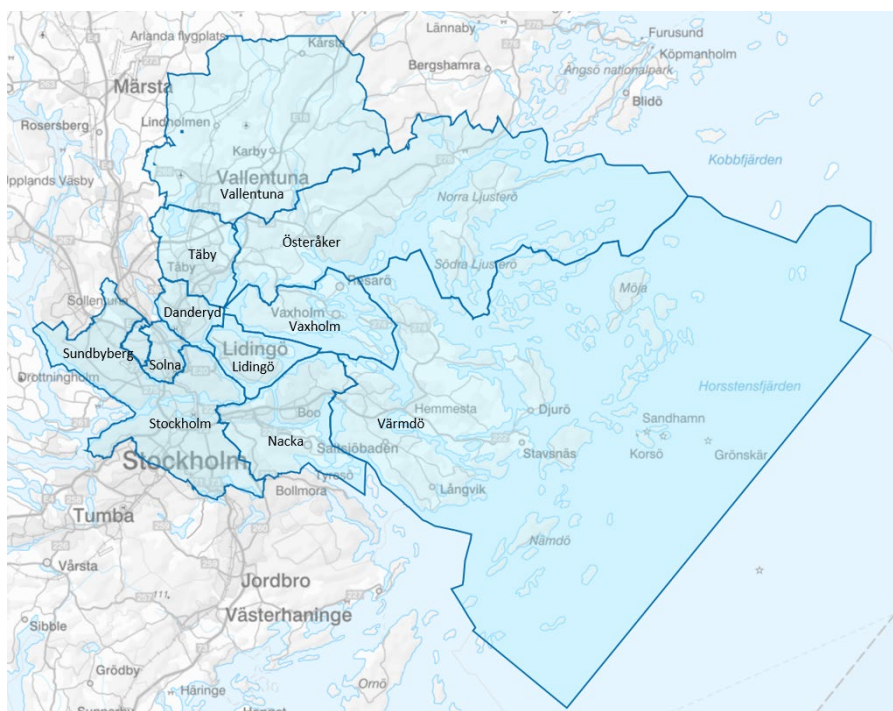 Furusund
Lännaby
Arlanda flygplats
Kårsta
Köpmanholm
Bergshamra
Ängsö nationalpark
Märsta
Blidö
Lindholmen
Rosersberg
Karby
Kobbfjärden
Vallentuna
Upplands Väsby
Vallentuna
Norra Ljusterö
Österåker
Täby
Täby
Södra Ljusterö
Resarö
Möja
Sollentuna
Danderyd
Vaxholm
Vaxholm
Lidingö
Sundbyberg
Solna
Lidingö
Drottningholm
Horsstensfjärden
Hemmesta
Djurö
Boo
Sandhamn
Stockholm
Värmdö
Nacka
Saltsjöbaden
Stavsnäs
Korsö
Grönskär
Stockholm
Tyresö
Bollmora
Långvik
Tumba
Nämdö
Vårsta
Jordbro
111
Västerhaninge
Sibble
Grödby
Häringe
Ornö